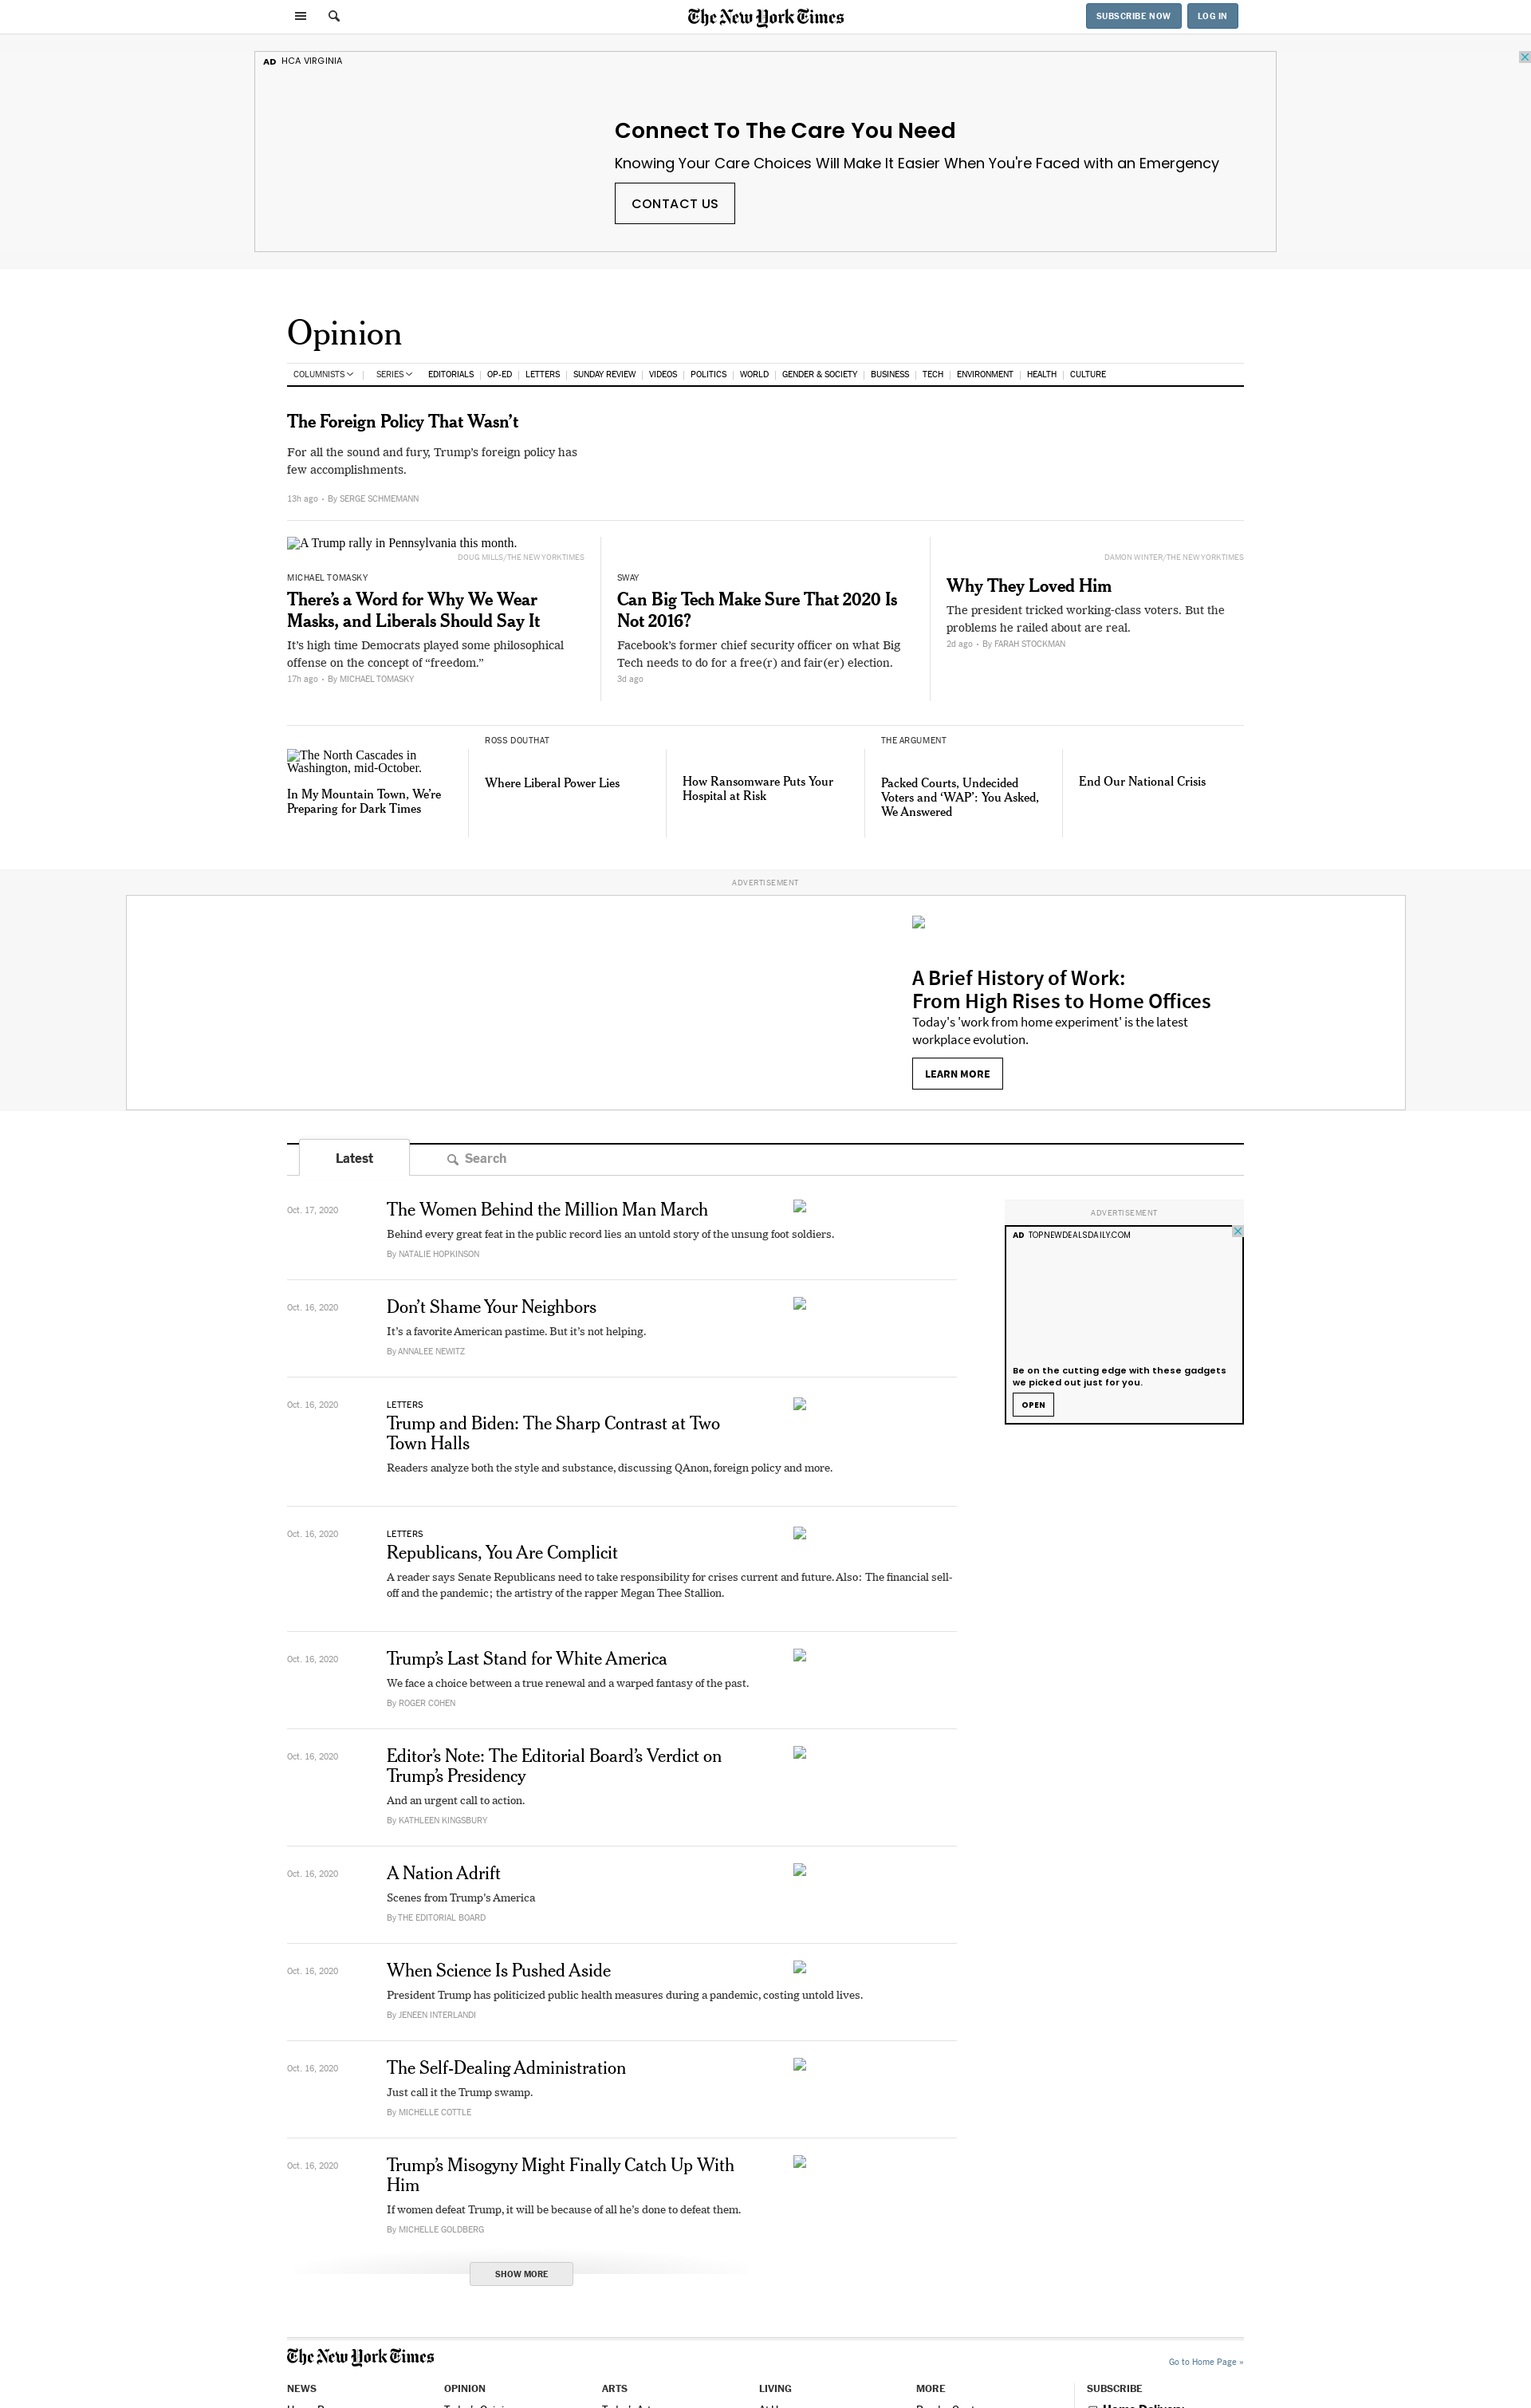 The New York Times
SUBSCRIBE NOW
LOG IN
AD HCA VIRGINIA
Connect To The Care You Need
Knowing Your Care Choices Will Make It Easier When You're Faced with an Emergency
CONTACT US
Opinion
COLUMNISTS SERIES EDITORIALS OP-ED LETTERS SUNDAY REVIEW VIDEOS POLITICS WORLD GENDER & SOCIETY BUSINESS TECH ENVIRONMENT HEALTH CULTURE
The Foreign Policy That Wasn’t
For all the sound and fury, Trump’s foreign policy has
few accomplishments.
13h ago • By SERGE SCHMEMANN
A Trump rally in Pennsylvania this month.
DOUG MILLS/THE NEW YORK TIMES
MICHAEL TOMASKY
There’s a Word for Why We Wear
Masks, and Liberals Should Say It
It’s high time Democrats played some philosophical
offense on the concept of “freedom.”
17h ago • By MICHAEL TOMASKY
SWAY
Can Big Tech Make Sure That 2020 Is
Not 2016?
Facebook’s former chief security officer on what Big
Tech needs to do for a free(r) and fair(er) election.
3d ago
DAMON WINTER/THE NEW YORK TIMES
Why They Loved Him
The president tricked working-class voters. But the
problems he railed about are real.
2d ago • By FARAH STOCKMAN
The North Cascades in
Washington, mid-October.
In My Mountain Town, We’re
Preparing for Dark Times
ROSS DOUTHAT
Where Liberal Power Lies
How Ransomware Puts Your
Hospital at Risk
THE ARGUMENT
Packed Courts, Undecided
Voters and ‘WAP’: You Asked,
We Answered
End Our National Crisis
ADVERTISEMENT
A Brief History of Work:
From High Rises to Home Offices
Today's 'work from home experiment' is the latest
workplace evolution.
LEARN MORE
Latest
Search
Oct. 17, 2020
The Women Behind the Million Man March
Behind every great feat in the public record lies an untold story of the unsung foot soldiers.
By NATALIE HOPKINSON
ADVERTISEMENT
AD TOPNEWDEALSDAILY.COM
Be on the cutting edge with these gadgets
we picked out just for you.
OPEN
Oct. 16, 2020
Don’t Shame Your Neighbors
It’s a favorite American pastime. But it’s not helping.
By ANNALEE NEWITZ
Oct. 16, 2020
LETTERS
Trump and Biden: The Sharp Contrast at Two
Town Halls
Readers analyze both the style and substance, discussing QAnon, foreign policy and more.
Oct. 16, 2020
LETTERS
Republicans, You Are Complicit
A reader says Senate Republicans need to take responsibility for crises current and future. Also: The financial sell-
off and the pandemic; the artistry of the rapper Megan Thee Stallion.
Oct. 16, 2020
Trump’s Last Stand for White America
We face a choice between a true renewal and a warped fantasy of the past.
By ROGER COHEN
Oct. 16, 2020
Editor’s Note: The Editorial Board’s Verdict on
Trump’s Presidency
And an urgent call to action.
By KATHLEEN KINGSBURY
Oct. 16, 2020
A Nation Adrift
Scenes from Trump’s America
By THE EDITORIAL BOARD
Oct. 16, 2020
When Science Is Pushed Aside
President Trump has politicized public health measures during a pandemic, costing untold lives.
By JENEEN INTERLANDI
Oct. 16, 2020
The Self-Dealing Administration
Just call it the Trump swamp.
By MICHELLE COTTLE
Oct. 16, 2020
Trump’s Misogyny Might Finally Catch Up With
Him
If women defeat Trump, it will be because of all he’s done to defeat them.
By MICHELLE GOLDBERG
SHOW MORE
The New York Times
Go to Home Page »
NEWS OPINION ARTS LIVING MORE SUBSCRIBE